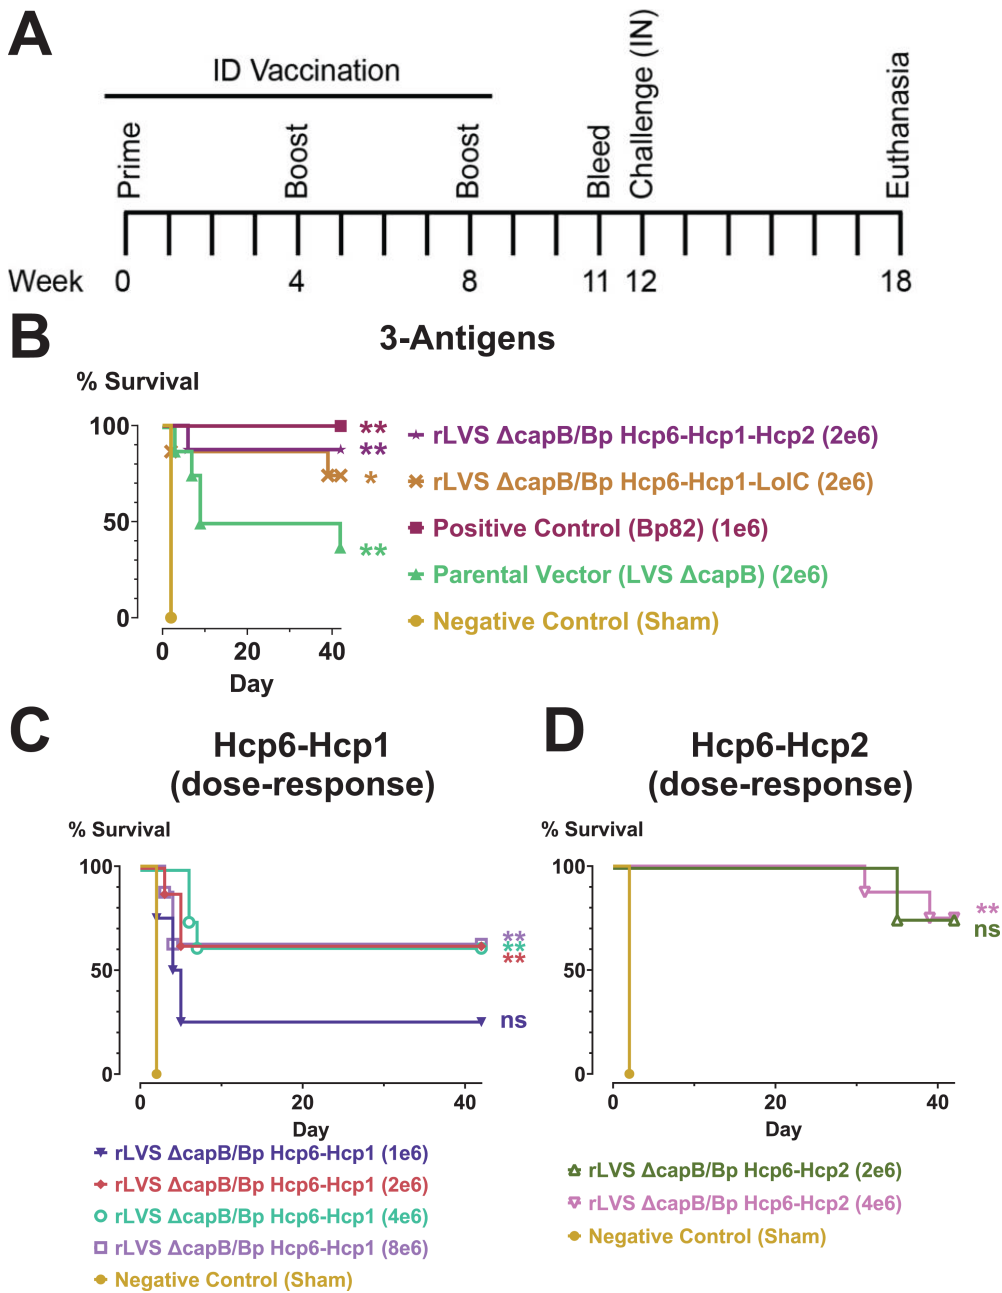 A
ID Vaccination
Prime
Boost
Boost
Bleed
Challenge (IN)
Euthanasia
Week 0 4 8 11 12 18
B
3-Antigens
% Survival
100
50
0
0 20 40
Day
**
**
*
**
rLVS ΔcapB/Bp Hcp6-Hcp1-Hcp2 (2e6)
rLVS ΔcapB/Bp Hcp6-Hcp1-LolC (2e6)
Positive Control (Bp82) (1e6)
Parental Vector (LVS ΔcapB) (2e6)
Negative Control (Sham)
C
Hcp6-Hcp1
(dose-response)
% Survival
100
50
0
0 20 40
Day
**
**
**
ns
rLVS ΔcapB/Bp Hcp6-Hcp1 (1e6)
rLVS ΔcapB/Bp Hcp6-Hcp1 (2e6)
rLVS ΔcapB/Bp Hcp6-Hcp1 (4e6)
rLVS ΔcapB/Bp Hcp6-Hcp1 (8e6)
Negative Control (Sham)
D
Hcp6-Hcp2
(dose-response)
% Survival
100
50
0
0 20 40
Day
**
ns
rLVS ΔcapB/Bp Hcp6-Hcp2 (2e6)
rLVS ΔcapB/Bp Hcp6-Hcp2 (4e6)
Negative Control (Sham)